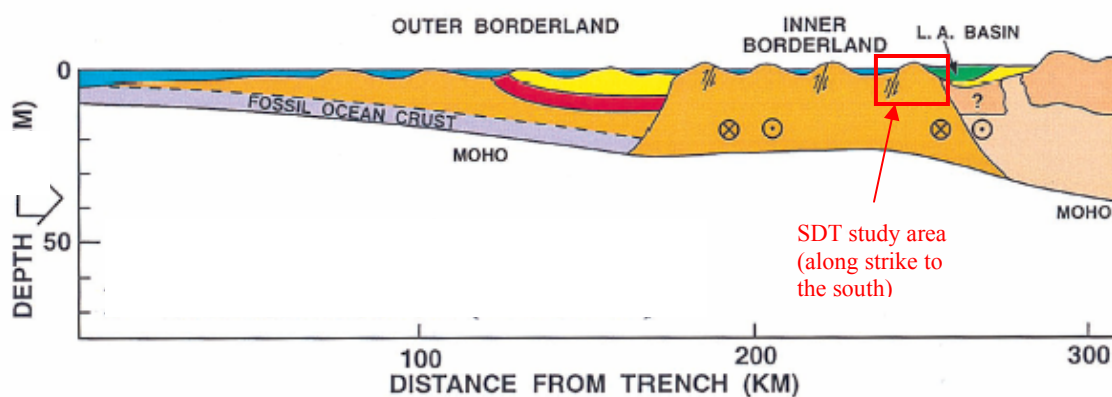 OUTER BORDERLAND
INNER
BORDERLAND
L. A. BASIN
0
FOSSIL OCEAN CRUST
MOHO
?
MOHO
DEPTH
M)
50
SDT study area
(along strike to
the south)
100
200
300
DISTANCE FROM TRENCH (KM)